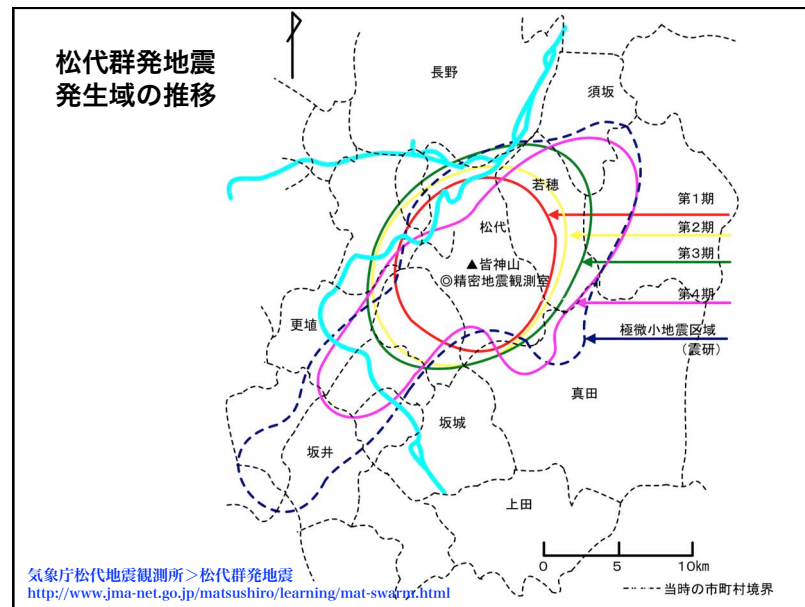 松代群発地震
発生域の推移
長野
須坂
若穂
第1期
松代
第2期
第3期
▲皆神山
◎精密地震観測室
第4期
更埴
極微小地震区域
(震研)
真田
坂城
坂井
上田
0 5 10km
気象庁松代地震観測所＞松代群発地震
http://www.jma-net.go.jp/matsushiro/learning/mat-swarm.html
当時の市町村境界